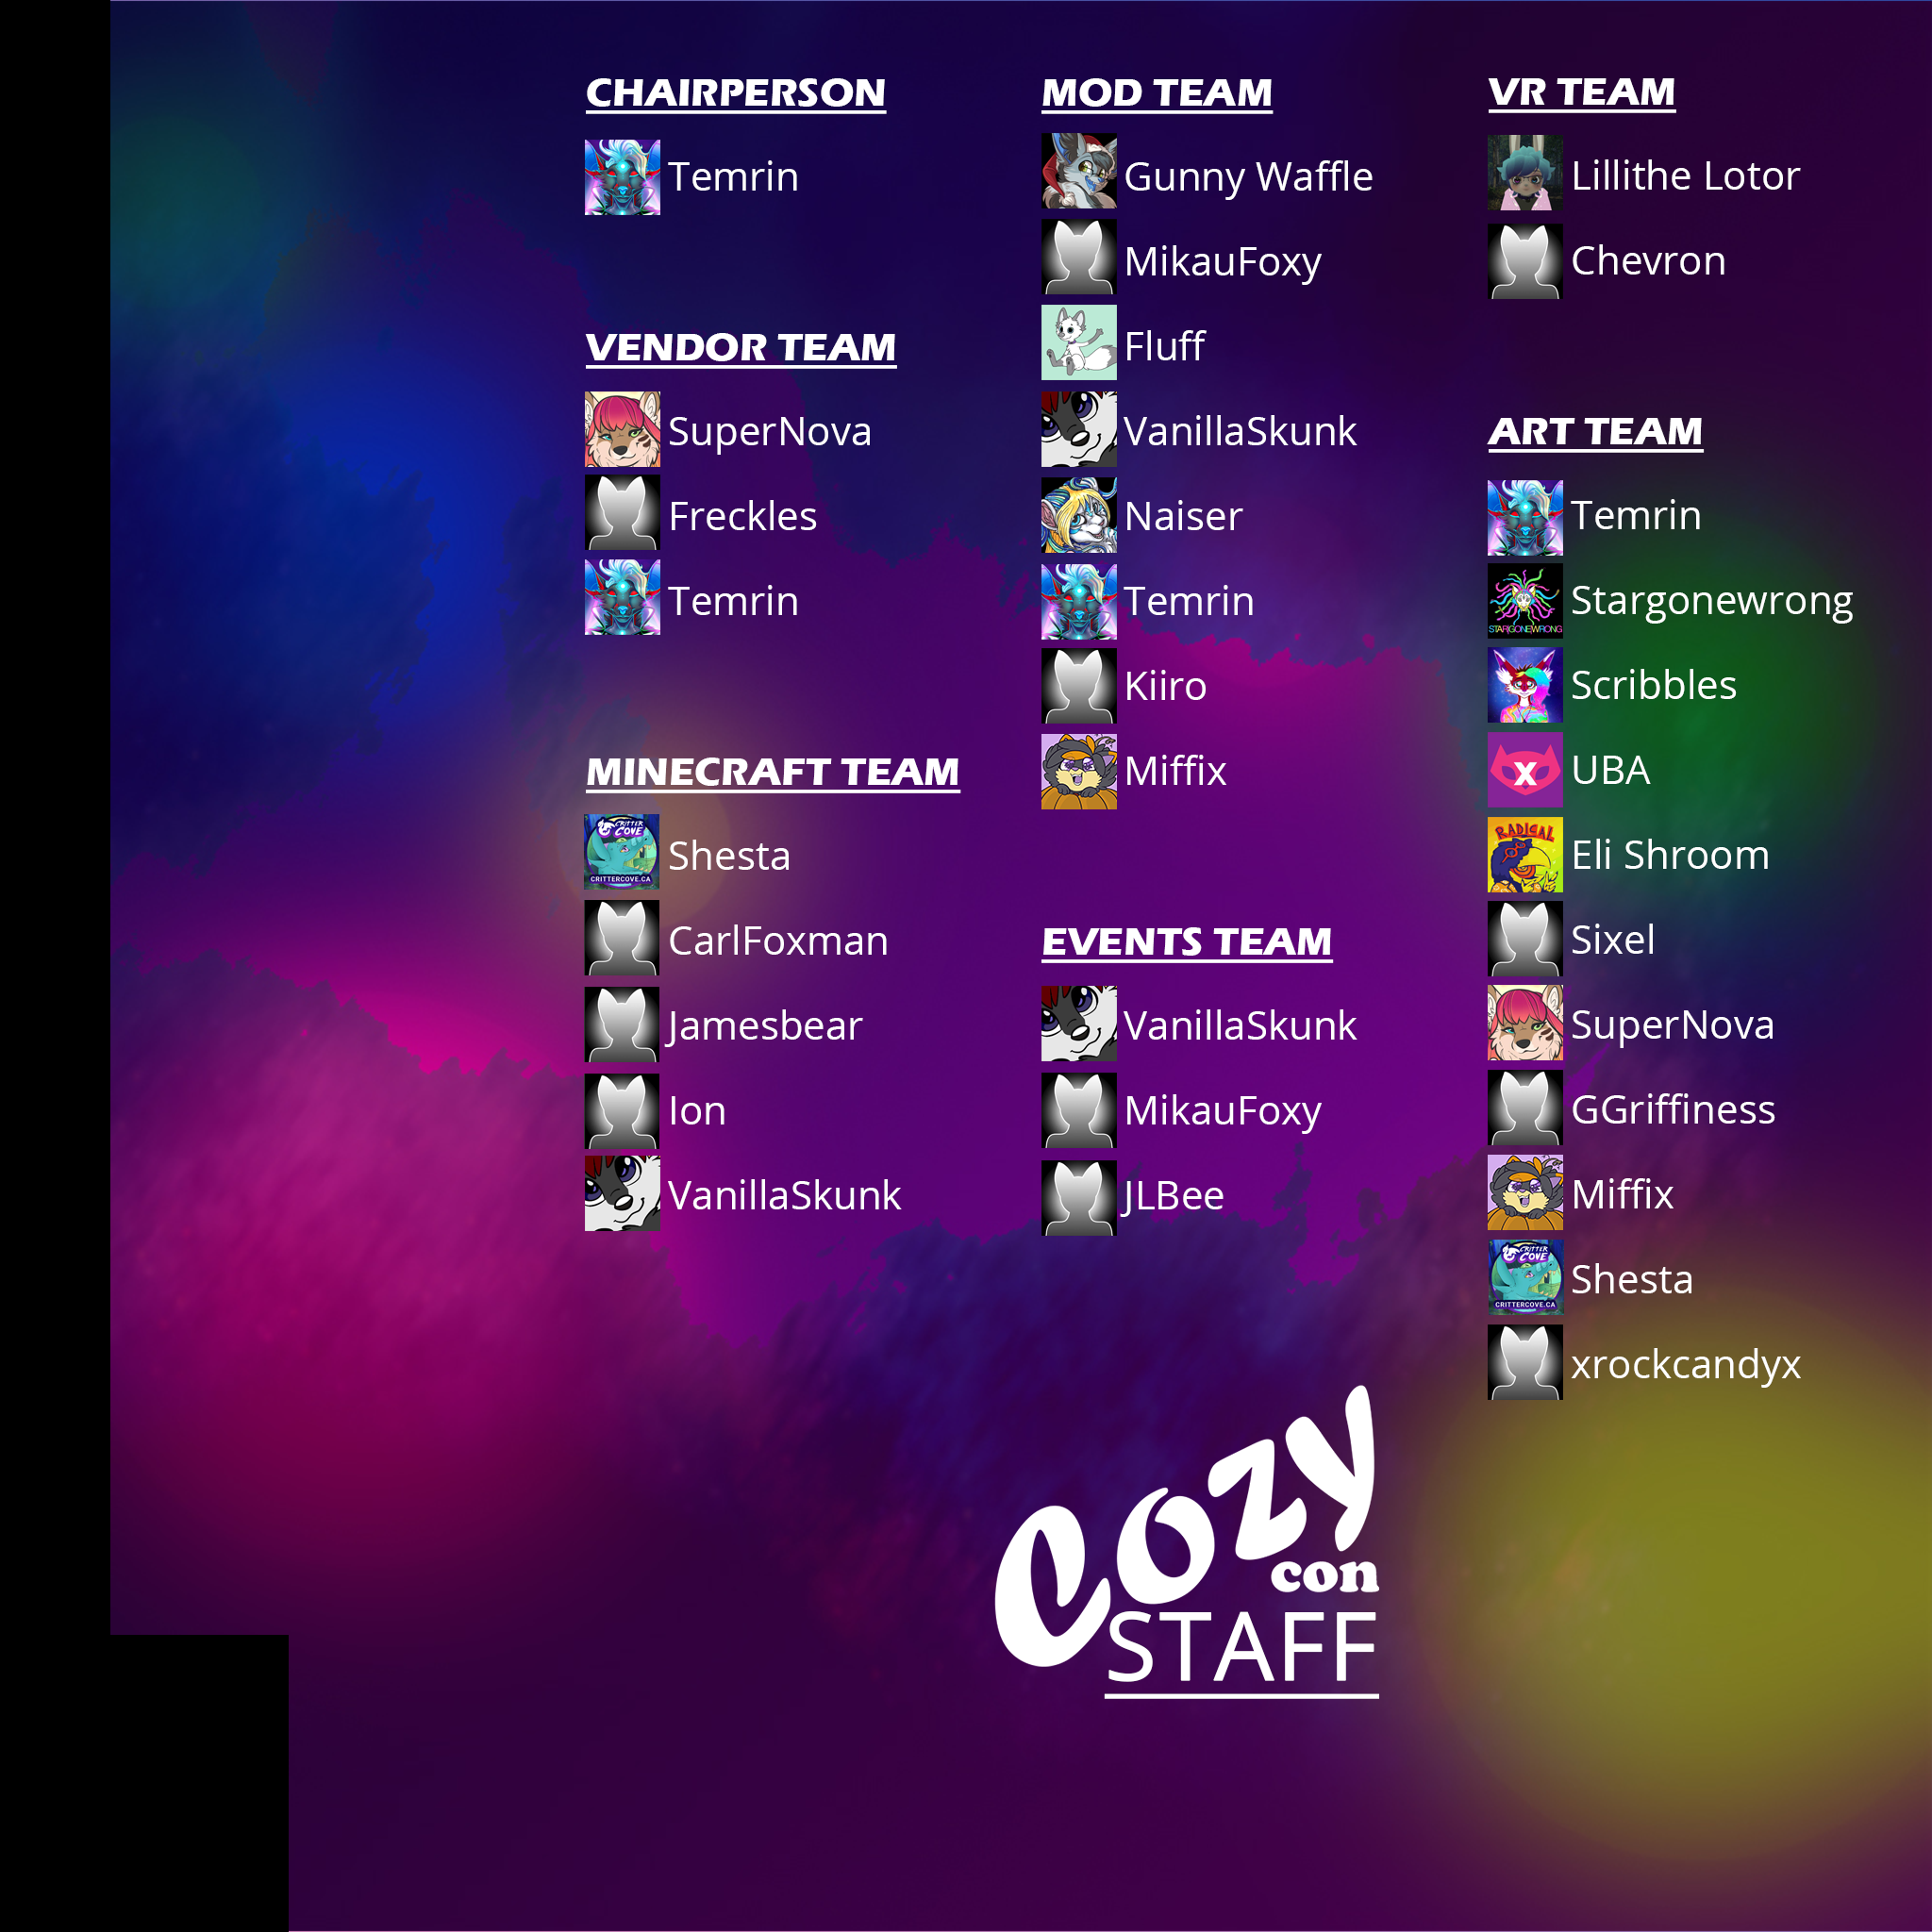 CHAIRPERSON
Temrin
VENDOR TEAM
SuperNova
Freckles
Temrin
MINECRAFT TEAM
CRITTER
COVE
CRITTERCOVE.CA
Shesta
CarlFoxman
Jamesbear
Ion
VanillaSkunk
MOD TEAM
Gunny Waffle
MikauFoxy
Fluff
VanillaSkunk
Naiser
Temrin
Kiiro
Miffix
EVENTS TEAM
VanillaSkunk
MikauFoxy
JLBee
VR TEAM
Lillithe Lotor
Chevron
ART TEAM
Temrin
STARGONEWRONG
Stargonewrong
Scribbles
x
UBA
RADICAL
Eli Shroom
Sixel
SuperNova
GGriffiness
Miffix
CRITTER
COVE
CRITTERCOVE.CA
Shesta
xrockcandyx
Cozy
con
STAFF